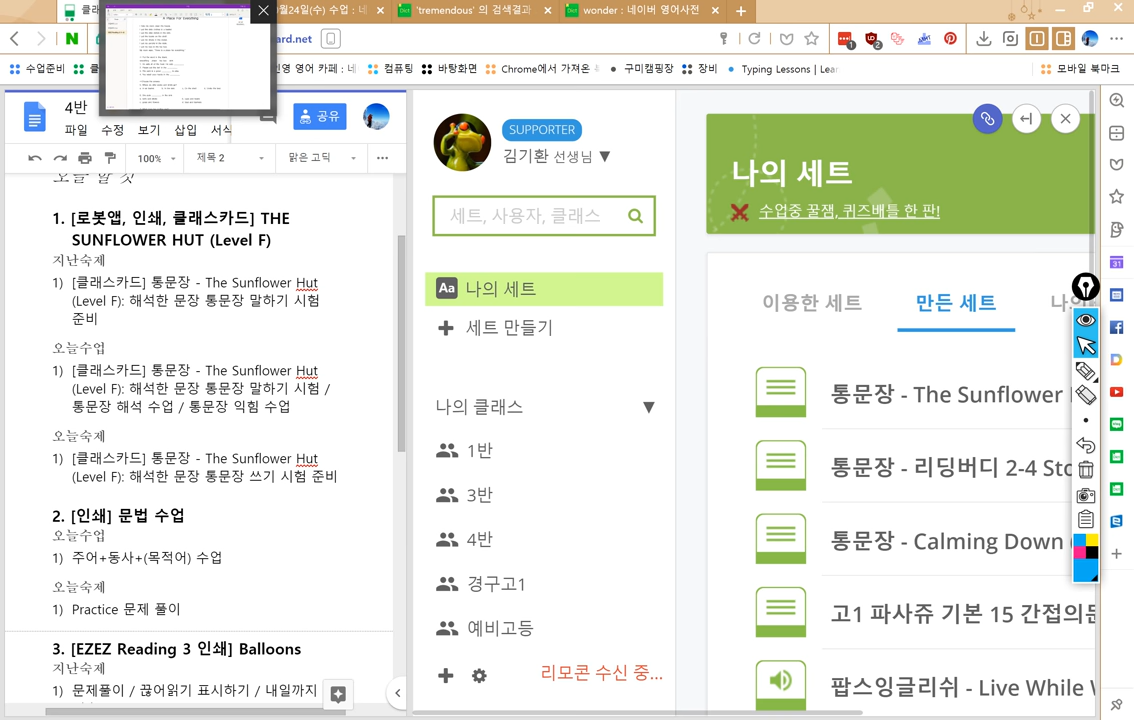 클래
월24일(수) 수업 : 네
'tremendous' 의 검색결과
wonder : 네이버 영어사전
ard.net
수업준비
인영 영어 카페 : 네
컴퓨팅
바탕화면
Chrome에서 가져온
구미캠핑장
장비
Typing Lessons | Lear
모바일 북마크
4반
파일
수정
보기
삽입
서식
공유
100%
제목 2
맑은 고딕
오늘 할 것
1. [로봇앱, 인쇄, 클래스카드] THE
SUNFLOWER HUT (Level F)
지난숙제
1) [클래스카드] 통문장 - The Sunflower Hut
(Level F): 해석한 문장 통문장 말하기 시험
준비
오늘수업
1) [클래스카드] 통문장 - The Sunflower Hut
(Level F): 해석한 문장 통문장 말하기 시험 /
통문장 해석 수업 / 통문장 익힘 수업
오늘숙제
1) [클래스카드] 통문장 - The Sunflower Hut
(Level F): 해석한 문장 통문장 쓰기 시험 준비
2. [인쇄] 문법 수업
오늘수업
1) 주어+동사+(목적어) 수업
오늘숙제
1) Practice 문제 풀이
3. [EZEZ Reading 3 인쇄] Balloons
지난숙제
1) 문제풀이 / 끊어읽기 표시하기 / 내일까지
SUPPORTER
김기환 선생님 ▼
세트, 사용자, 클래스
Aa 나의 세트
+ 세트 만들기
나의 클래스 ▼
1반
3반
4반
경구고1
예비고등
리모콘 수신 중...
나의 세트
수업중 꿀잼, 퀴즈배틀 한 판!
이용한 세트
만든 세트
나의
통문장 - The Sunflower
통문장 - 리딩버디 2-4 Sto
통문장 - Calming Down
고1 파사쥬 기본 15 간접의문
팝스잉글리쉬 - Live While
31
1
2